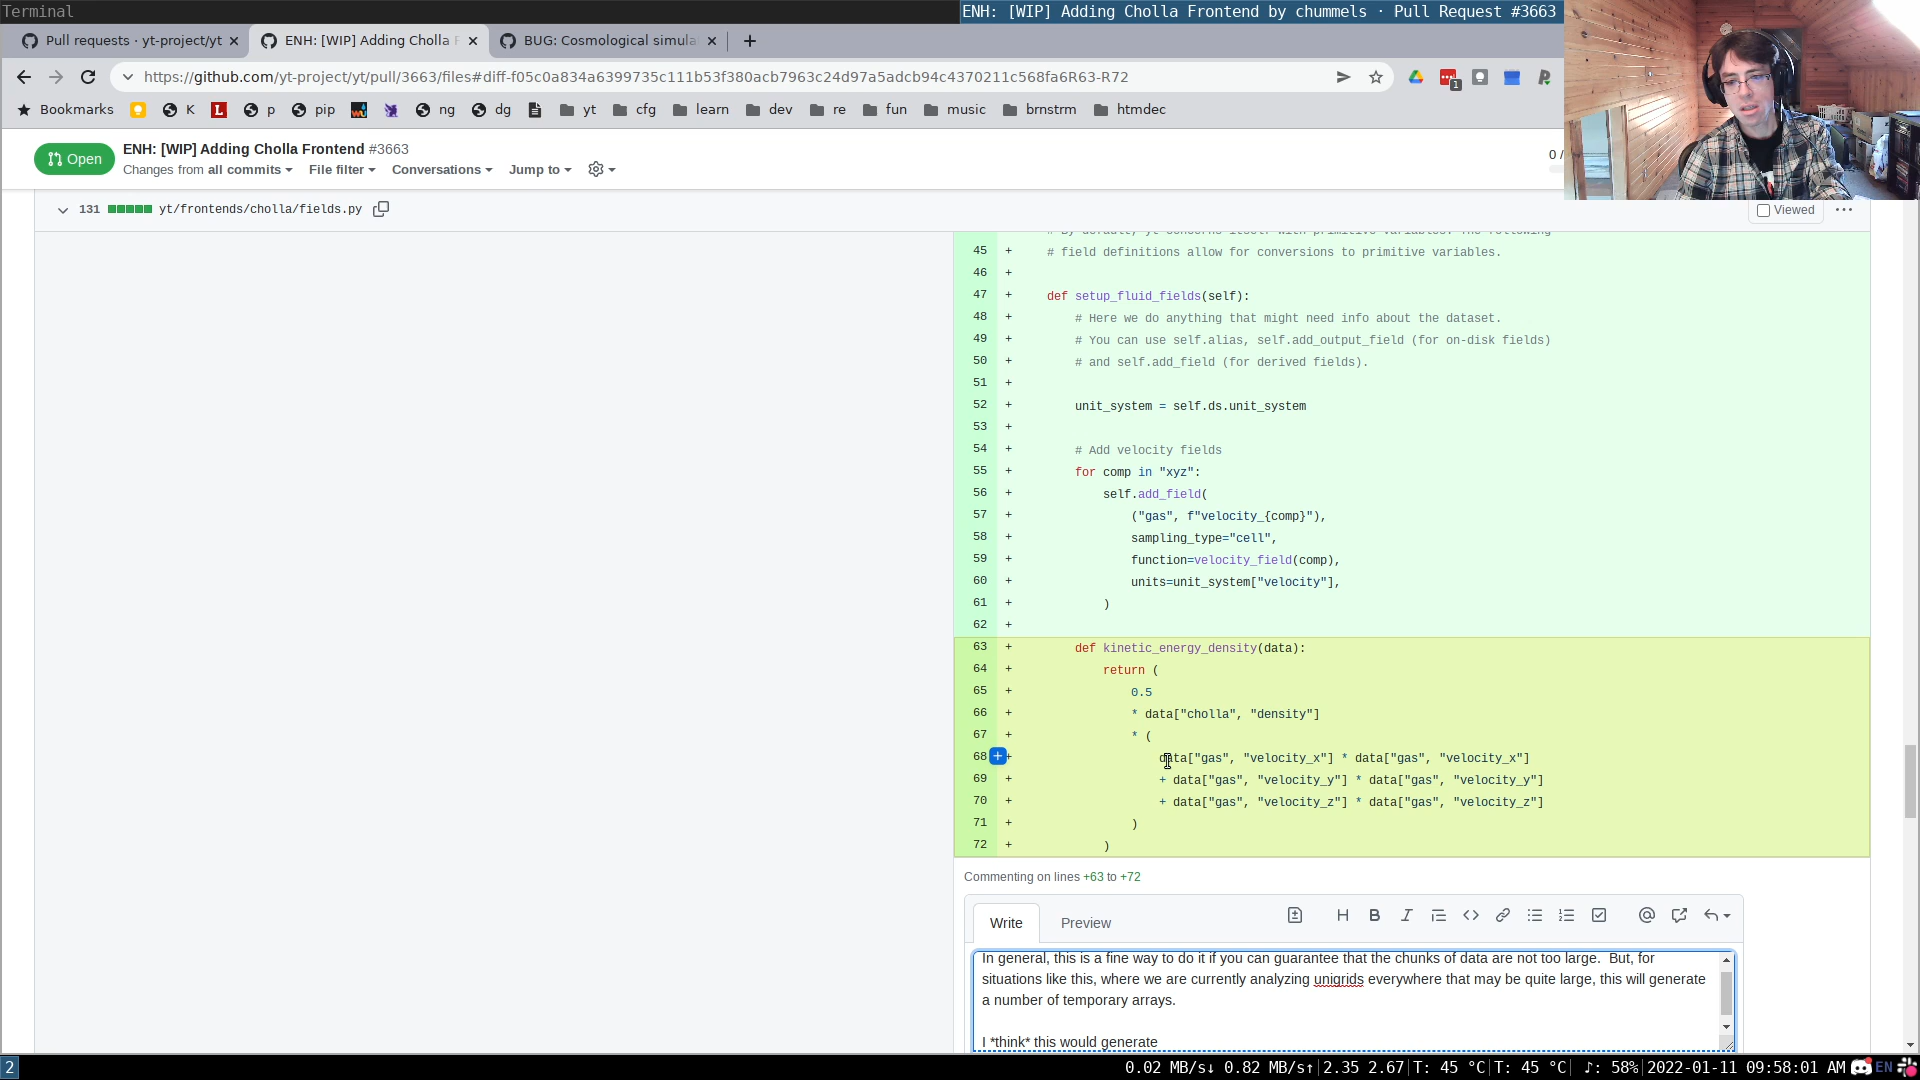 Terminal
ENH: [WIP] Adding Cholla Frontend by chummels · Pull Request #3663
Pull requests · yt-project/yt
ENH: [WIP] Adding Cholla F
BUG: Cosmological simula
https://github.com/yt-project/yt/pull/3663/files#diff-f05c0a834a6399735c111b53f380acb7963c24d97a5adcb94c4370211c568fa6R63-R72
1
Bookmarks K L p pip ng dg yt cfg learn dev re fun music brnstrm htmdec
Open
ENH: [WIP] Adding Cholla Frontend #3663
Changes from all commits File filter Conversations Jump to
0 /
131 yt/frontends/cholla/fields.py
Viewed
# By default, yt concerns itself with primitive variables. The following
45 + # field definitions allow for conversions to primitive variables.
46 +
47 + def setup_fluid_fields(self):
48 + # Here we do anything that might need info about the dataset.
49 + # You can use self.alias, self.add_output_field (for on-disk fields)
50 + # and self.add_field (for derived fields).
51 +
52 + unit_system = self.ds.unit_system
53 +
54 + # Add velocity fields
55 + for comp in "xyz":
56 + self.add_field(
57 + ("gas", f"velocity_{comp}"),
58 + sampling_type="cell",
59 + function=velocity_field(comp),
60 + units=unit_system["velocity"],
61 + )
62 +
63 + def kinetic_energy_density(data):
64 + return (
65 + 0.5
66 + * data["cholla", "density"]
67 + * (
68 + data["gas", "velocity_x"] * data["gas", "velocity_x"]
69 + + data["gas", "velocity_y"] * data["gas", "velocity_y"]
70 + + data["gas", "velocity_z"] * data["gas", "velocity_z"]
71 + )
72 + )
Commenting on lines +63 to +72
Write Preview
In general, this is a fine way to do it if you can guarantee that the chunks of data are not too large. But, for
situations like this, where we are currently analyzing unigrids everywhere that may be quite large, this will generate
a number of temporary arrays.
I *think* this would generate
2
0.02 MB/s↓ 0.82 MB/s↑|2.35 2.67|T: 45 °C|T: 45 °C| ♪: 58%|2022-01-11 09:58:01 AM EN